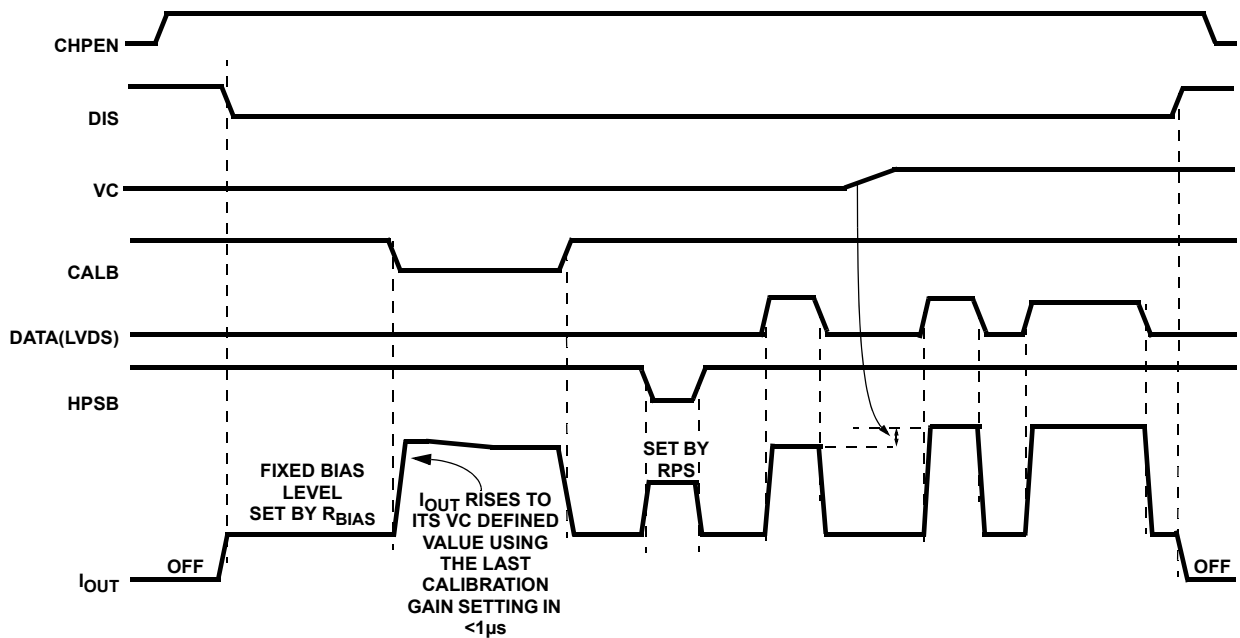 CHPEN
DIS
VC
CALB
DATA(LVDS)
HPSB
SET BY
RPS
FIXED BIAS
LEVEL
SET BY RBIAS
IOUT RISES TO
ITS VC DEFINED
VALUE USING
THE LAST
CALIBRATION
GAIN SETTING IN
<1µs
OFF
OFF
IOUT